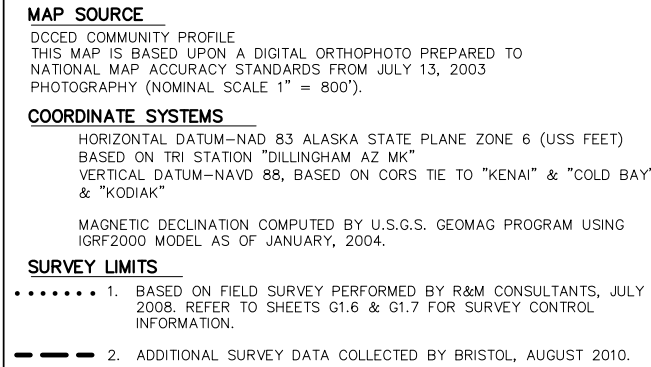 MAP SOURCE
DCCED COMMUNITY PROFILE
THIS MAP IS BASED UPON A DIGITAL ORTHOPHOTO PREPARED TO
NATIONAL MAP ACCURACY STANDARDS FROM JULY 13, 2003
PHOTOGRAPHY (NOMINAL SCALE 1" = 800').
COORDINATE SYSTEMS
HORIZONTAL DATUM-NAD 83 ALASKA STATE PLANE ZONE 6 (USS FEET)
BASED ON TRI STATION "DILLINGHAM AZ MK"
VERTICAL DATUM-NAVD 88, BASED ON CORS TIE TO "KENAI" & "COLD BAY"
& "KODIAK"
MAGNETIC DECLINATION COMPUTED BY U.S.G.S. GEOMAG PROGRAM USING
IGRF2000 MODEL AS OF JANUARY, 2004.
SURVEY LIMITS
1. BASED ON FIELD SURVEY PERFORMED BY R&M CONSULTANTS, JULY
2008. REFER TO SHEETS G1.6 & G1.7 FOR SURVEY CONTROL
INFORMATION.
2. ADDITIONAL SURVEY DATA COLLECTED BY BRISTOL, AUGUST 2010.